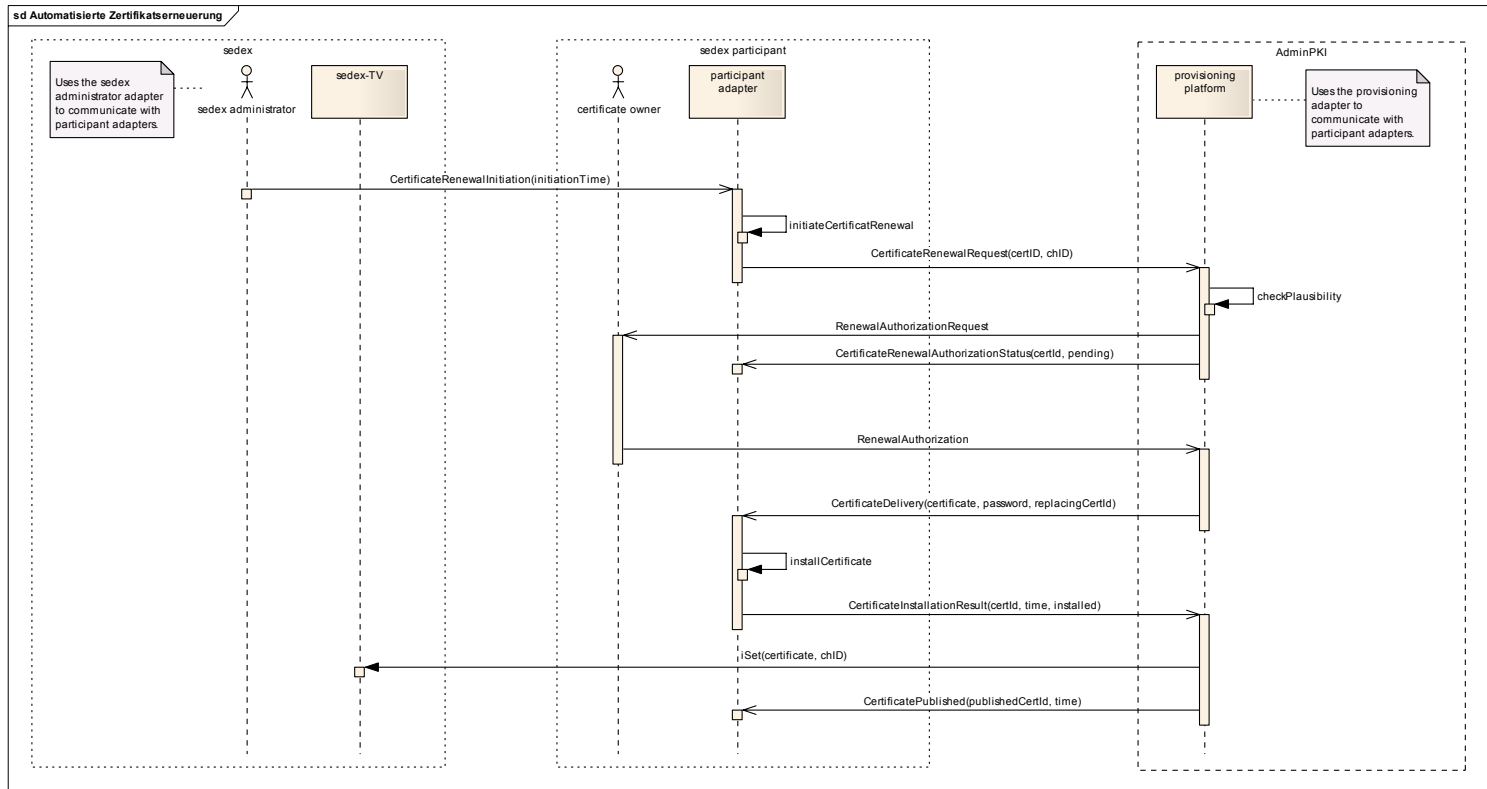 sd Automatisierte Zertifikatserneuerung
sedex
sedex participant
AdminPKI
Uses the sedex
administrator adapter
to communicate with
participant adapters.
sedex administrator
sedex-TV
certificate owner
participant
adapter
provisioning
platform
Uses the provisioning
adapter to
communicate with
participant adapters.
CertificateRenewalInitiation(initiationTime)
initiateCertificatRenewal
CertificateRenewalRequest(certID, chID)
checkPlausibility
RenewalAuthorizationRequest
CertificateRenewalAuthorizationStatus(certId, pending)
RenewalAuthorization
CertificateDelivery(certificate, password, replacingCertId)
installCertificate
CertificateInstallationResult(certId, time, installed)
iSet(certificate, chID)
CertificatePublished(publishedCertId, time)